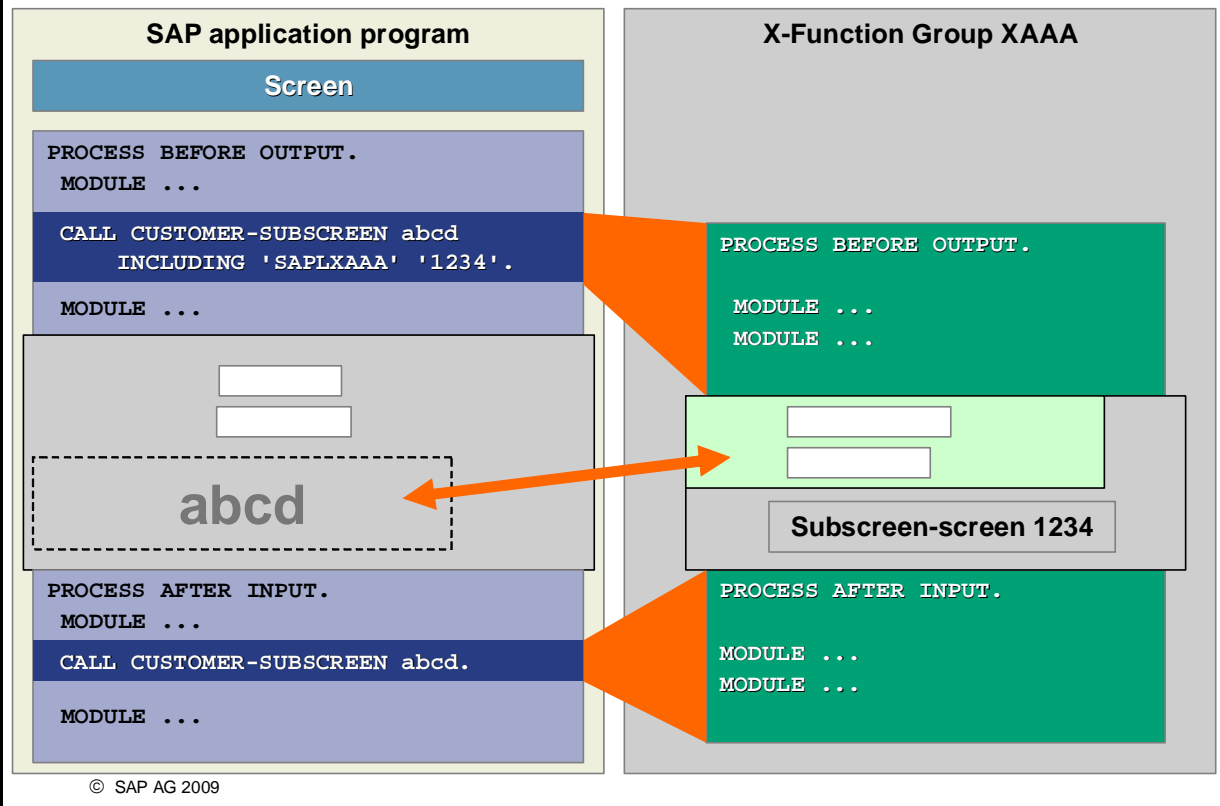 SAP application program
Screen
PROCESS BEFORE OUTPUT.
MODULE ...
CALL CUSTOMER-SUBSCREEN abcd
INCLUDING 'SAPLXAAA' '1234'.
MODULE ...
abcd
PROCESS AFTER INPUT.
MODULE ...
CALL CUSTOMER-SUBSCREEN abcd.
MODULE ...
X-Function Group XAAA
PROCESS BEFORE OUTPUT.
MODULE ...
MODULE ...
Subscreen-screen 1234
PROCESS AFTER INPUT.
MODULE ...
MODULE ...
© SAP AG 2009